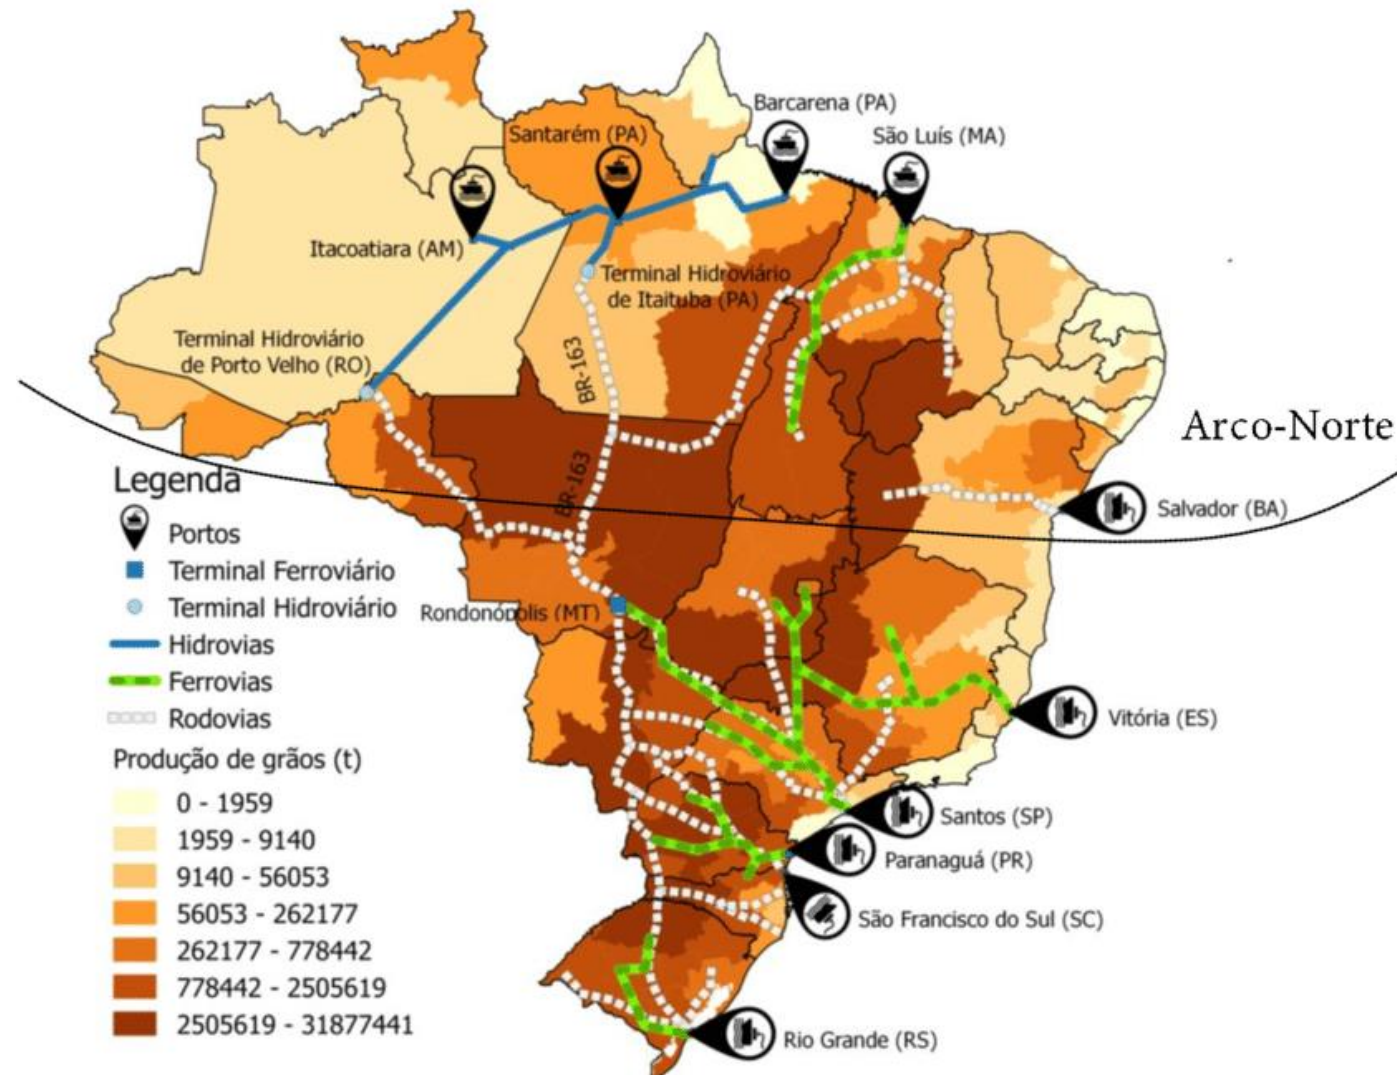 Barcarena (PA)
Santarém (PA)
São Luís (MA)
Itacoatiara (AM)
Terminal Hidroviário
de Itaituba (PA)
Terminal Hidroviário
de Porto Velho (RO)
BR-163
Arco-Norte
BR-163
Salvador (BA)
Rondonópolis (MT)
Vitória (ES)
Santos (SP)
Paranaguá (PR)
São Francisco do Sul (SC)
Rio Grande (RS)
Legenda
Portos
Terminal Ferroviário
Terminal Hidroviário
Hidrovias
Ferrovias
Rodovias
Produção de grãos (t)
0 - 1959
1959 - 9140
9140 - 56053
56053 - 262177
262177 - 778442
778442 - 2505619
2505619 - 31877441